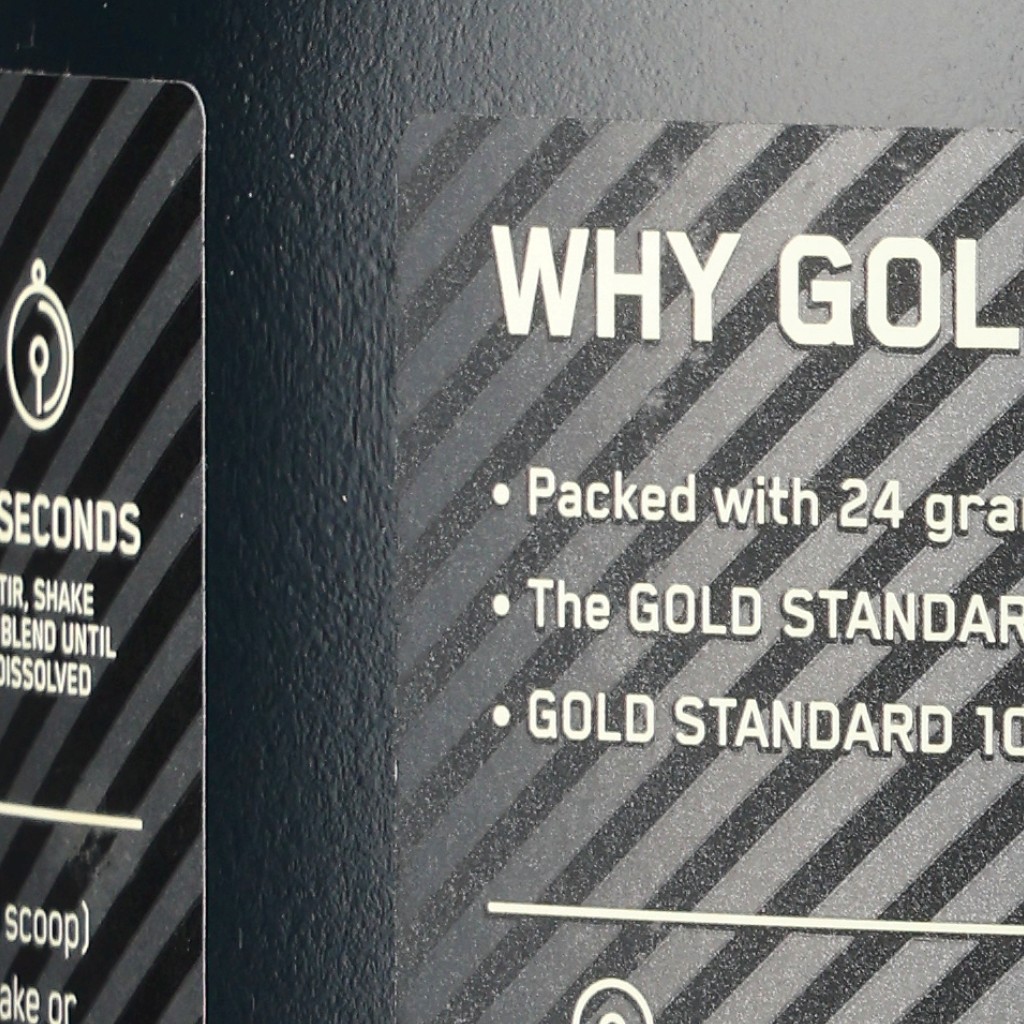 SECONDS
TIR, SHAKE
BLEND UNTIL
DISSOLVED
scoop)
ake or
WHY GOL
• Packed with 24 gra
• The GOLD STANDAR
• GOLD STANDARD 10